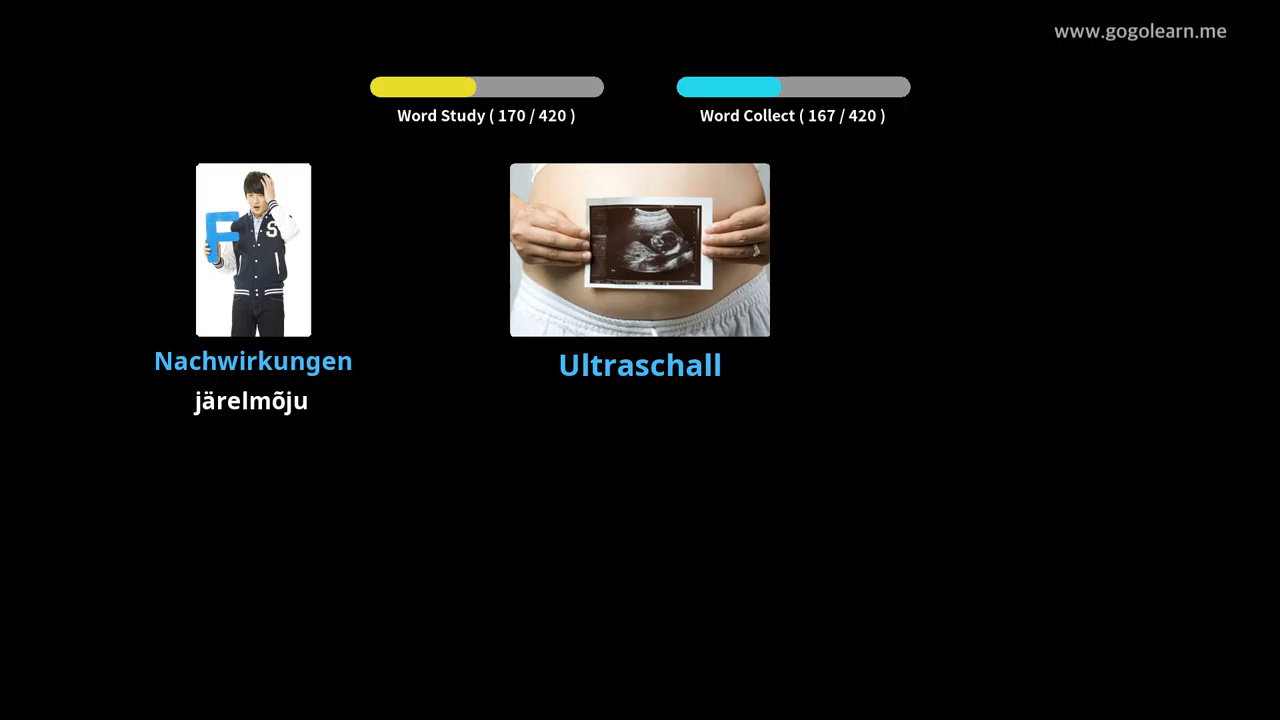 www.gogolearn.me
Word Study ( 170 / 420 )
Word Collect ( 167 / 420 )
F
S
Nachwirkungen
järelmõju
Ultraschall